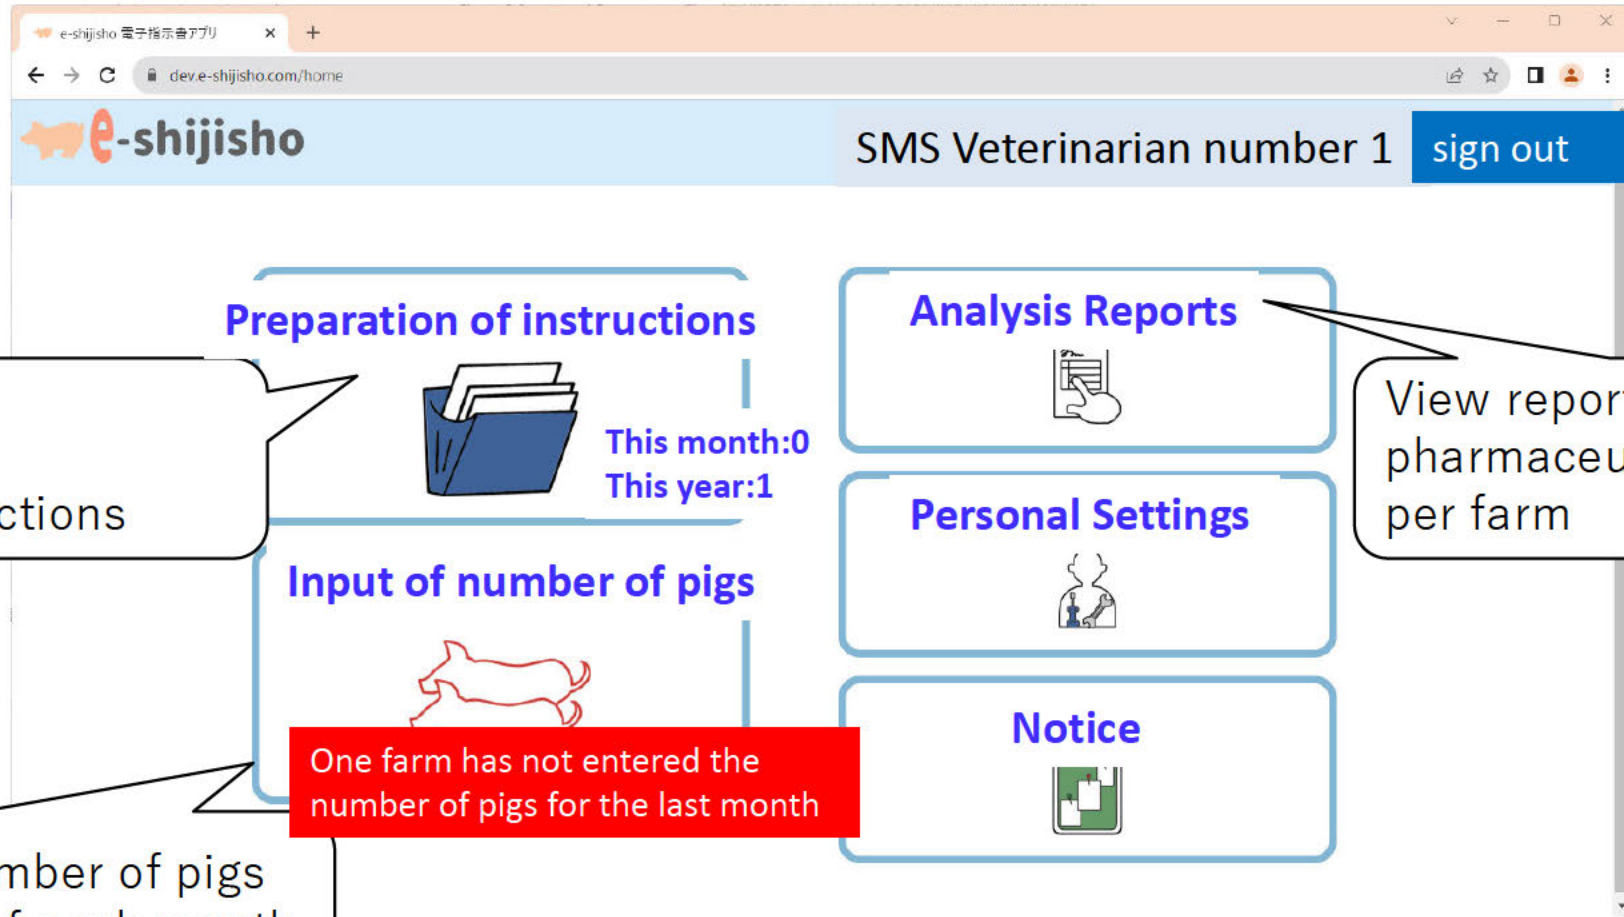 e-shijisho 電子指示書アプリ
dev.e-shijisho.com/home
e-shijisho
SMS Veterinarian number 1
sign out
Preparation of instructions
This month:0
This year:1
ctions
Input of number of pigs
One farm has not entered the
number of pigs for the last month
mber of pigs
Analysis Reports
View repor
pharmaceu
per farm
Personal Settings
Notice